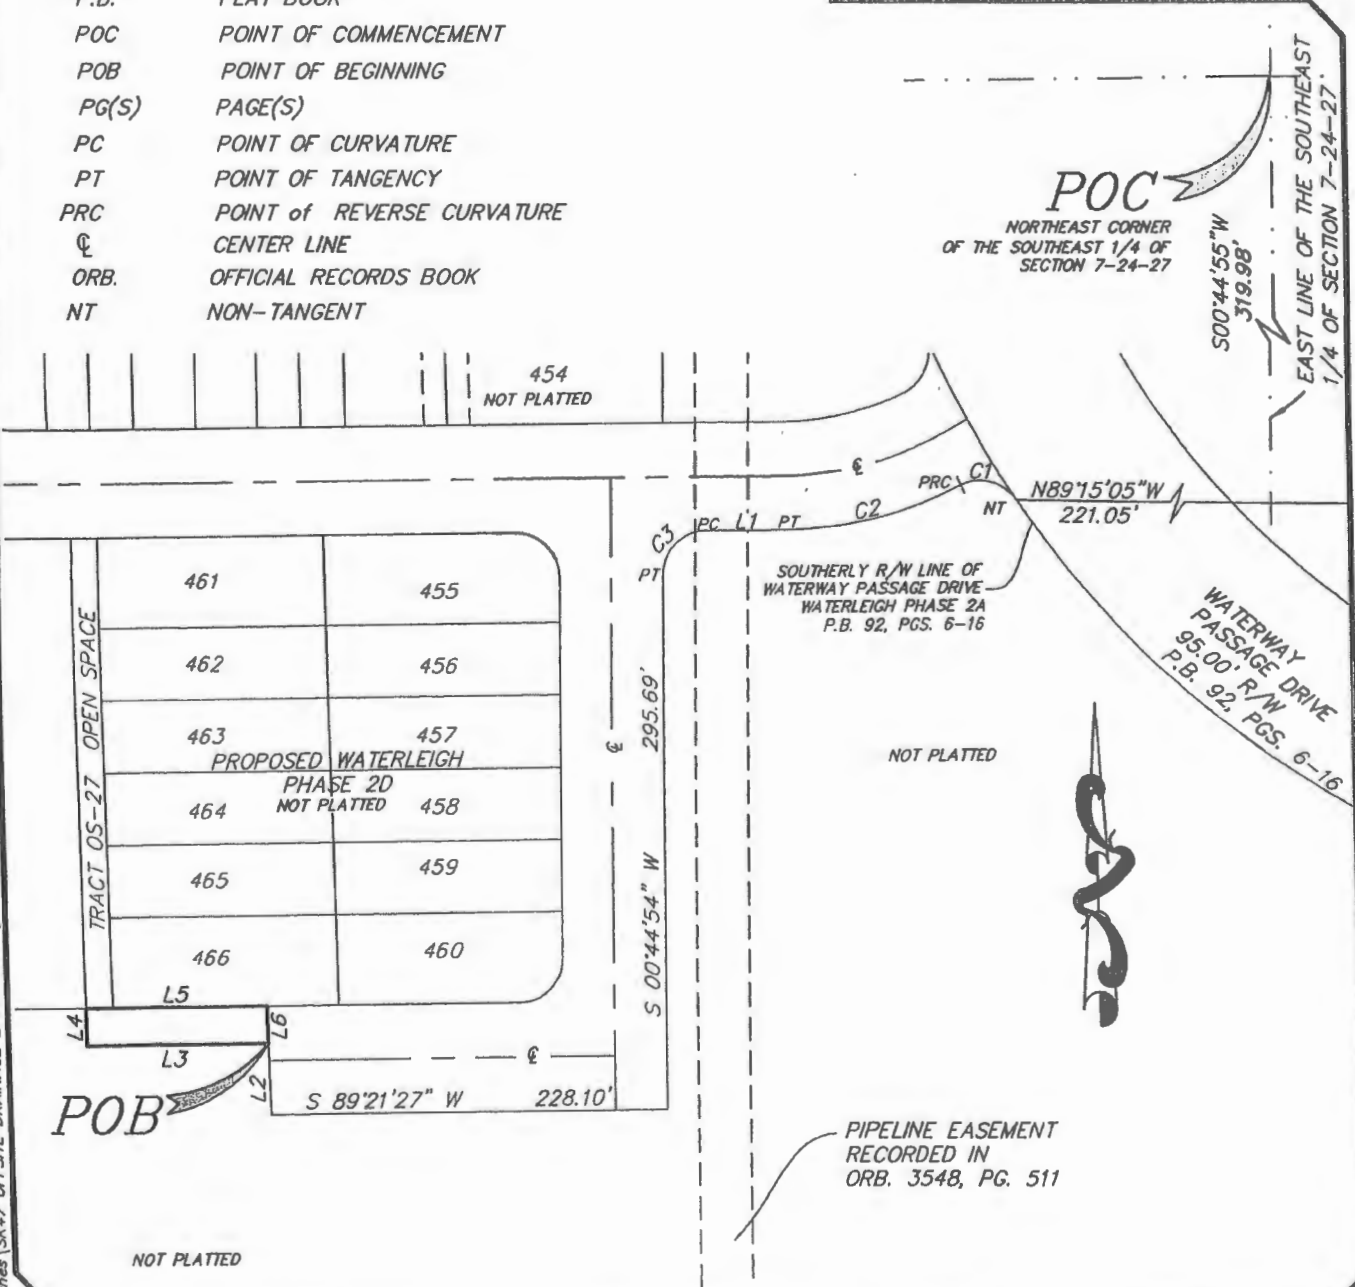 P.B. PLAT BOOK
POC POINT OF COMMENCEMENT
POB POINT OF BEGINNING
PG(S) PAGE(S)
PC POINT OF CURVATURE
PT POINT OF TANGENCY
PRC POINT of REVERSE CURVATURE
℄ CENTER LINE
ORB. OFFICIAL RECORDS BOOK
NT NON-TANGENT
POC
NORTHEAST CORNER
OF THE SOUTHEAST 1/4 OF
SECTION 7-24-27
S00°44'55"W
319.98'
EAST LINE OF THE SOUTHEAST
1/4 OF SECTION 7-24-27
454
NOT PLATTED
℄
PRC
C1
NT
N89°15'05"W
221.05'
C3
PC
L1
PT
C2
PT
SOUTHERLY R/W LINE OF
WATERWAY PASSAGE DRIVE
WATERLEIGH PHASE 2A
P.B. 92, PGS. 6-16
WATERWAY
PASSAGE DRIVE
95.00' R/W
P.B. 92, PGS. 6-16
461
455
462
456
463
457
PROPOSED WATERLEIGH
PHASE 2D
NOT PLATTED
464
458
465
459
466
460
TRACT OS-27 OPEN SPACE
℄
S 00°44'54" W 295.69'
NOT PLATTED
L5
L4
L6
L3
L2
℄
POB
S 89°21'27" W 228.10'
PIPELINE EASEMENT
RECORDED IN
ORB. 3548, PG. 511
NOT PLATTED